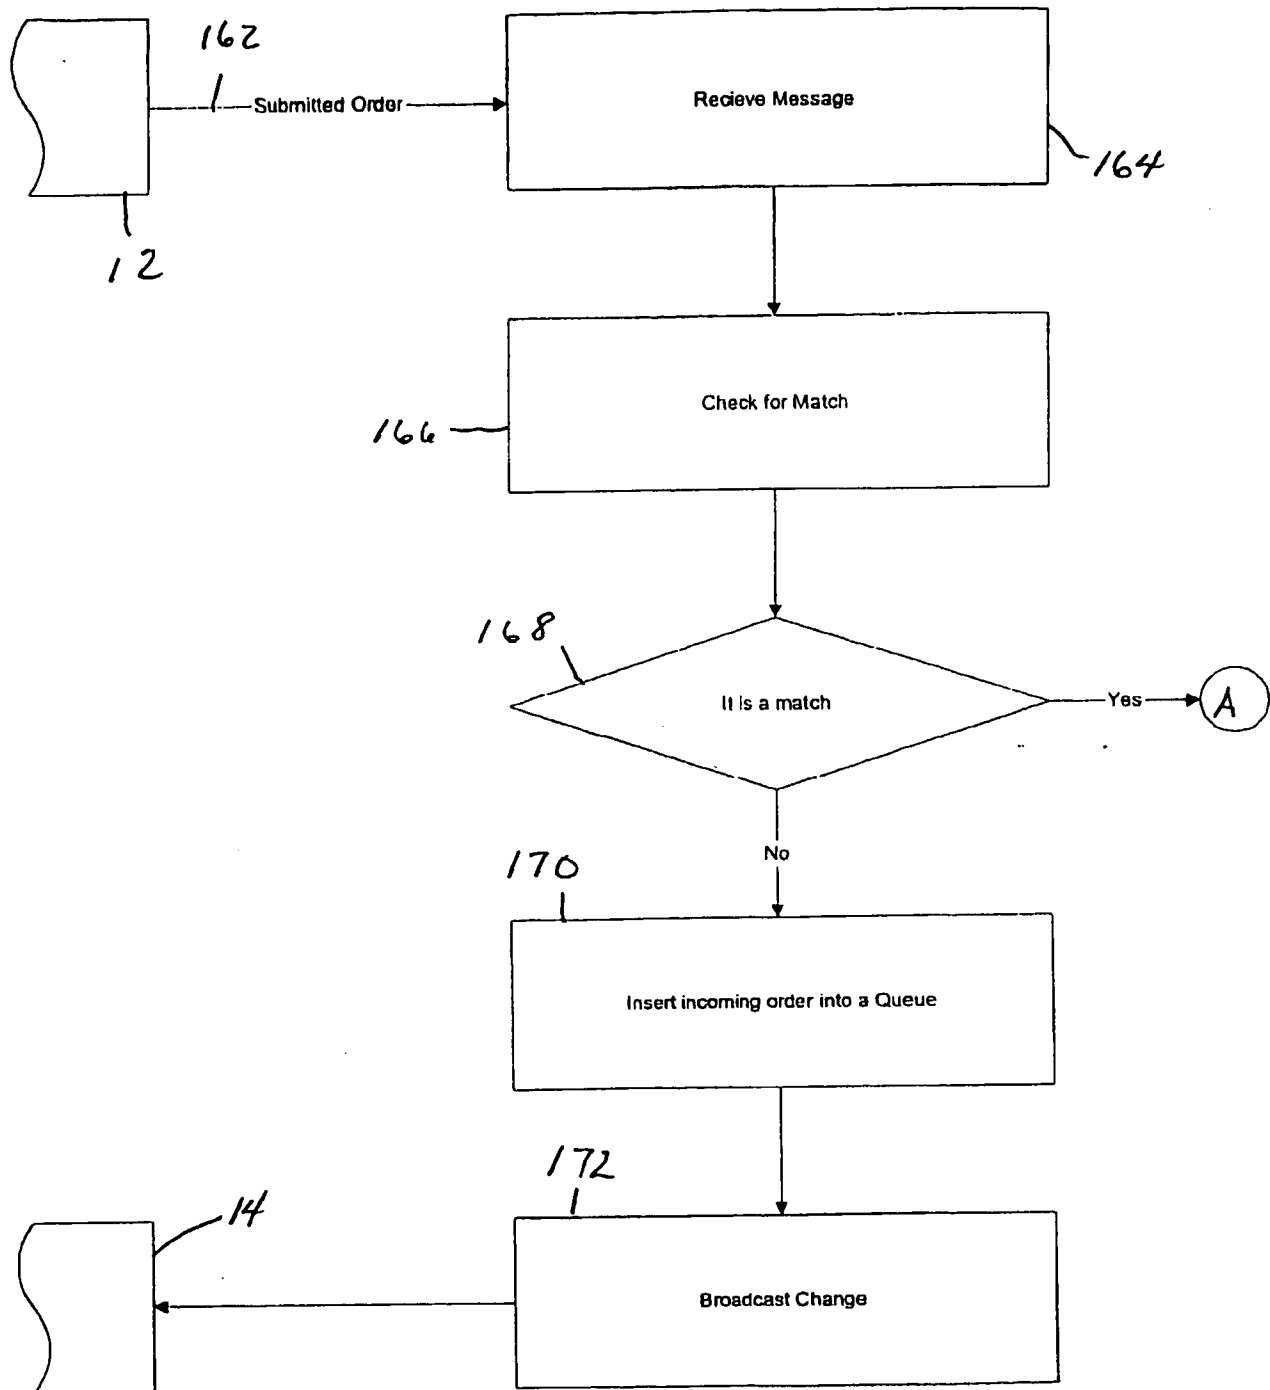 162
Submitted Order
Recieve Message
164
12
Check for Match
166
168
It is a match
Yes
A
No
170
Insert incoming order into a Queue
172
14
Broadcast Change